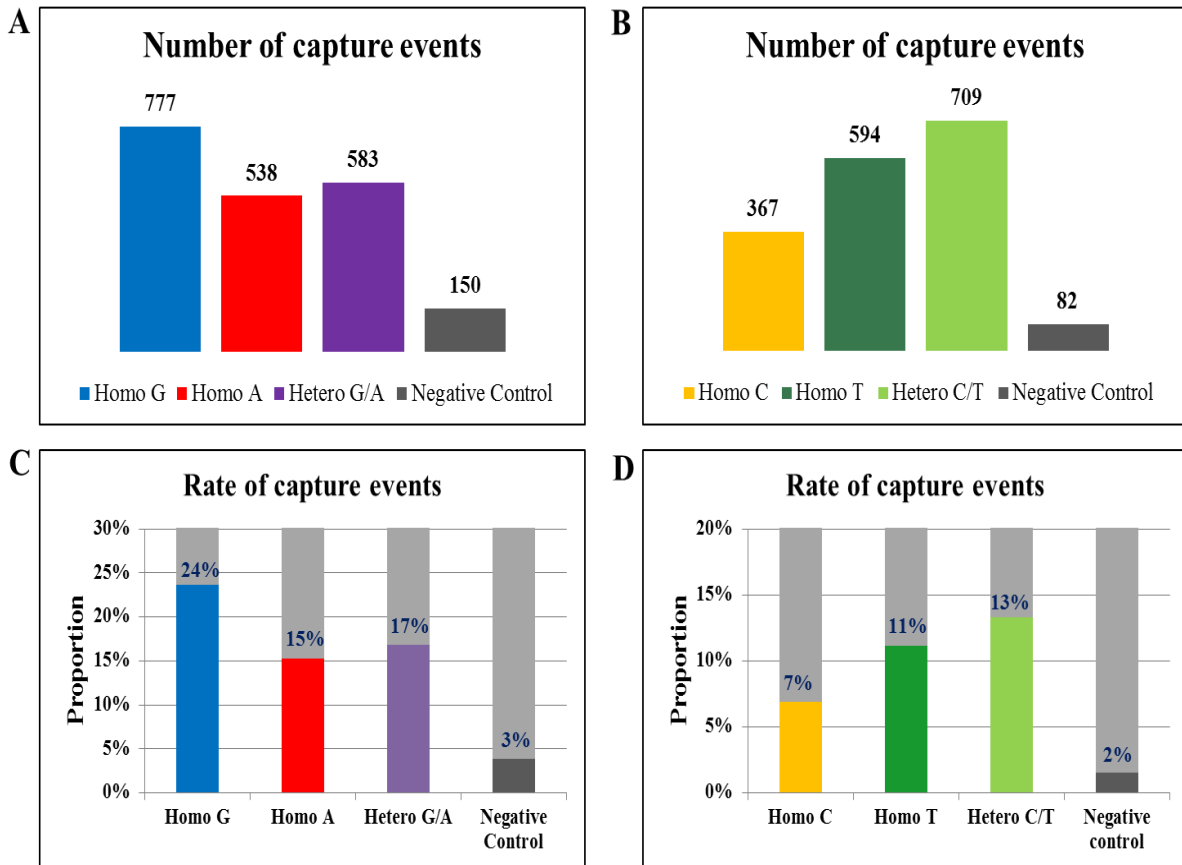 A
Number of capture events
777
538
583
150
Homo G Homo A Hetero G/A Negative Control
B
Number of capture events
367
594
709
82
Homo C Homo T Hetero C/T Negative Control
C
Rate of capture events
Proportion
30%
25%
20%
15%
10%
5%
0%
24%
15%
17%
3%
Homo G Homo A Hetero G/A Negative
Control
D
Rate of capture events
Proportion
20%
15%
10%
5%
0%
7%
11%
13%
2%
Homo C Homo T Hetero C/T Negative
control